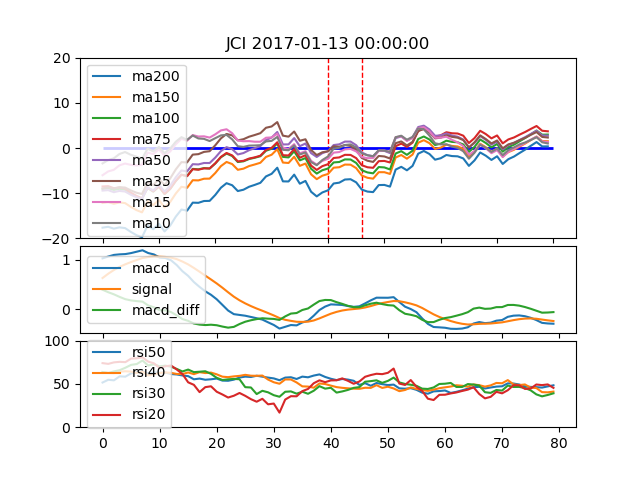 JCI 2017-01-13 00:00:00
20
10
0
−10
−20
ma200
ma150
ma100
ma75
ma50
ma35
ma15
ma10
1
0
macd
signal
macd_diff
100
50
0
rsi50
rsi40
rsi30
rsi20
0 10 20 30 40 50 60 70 80